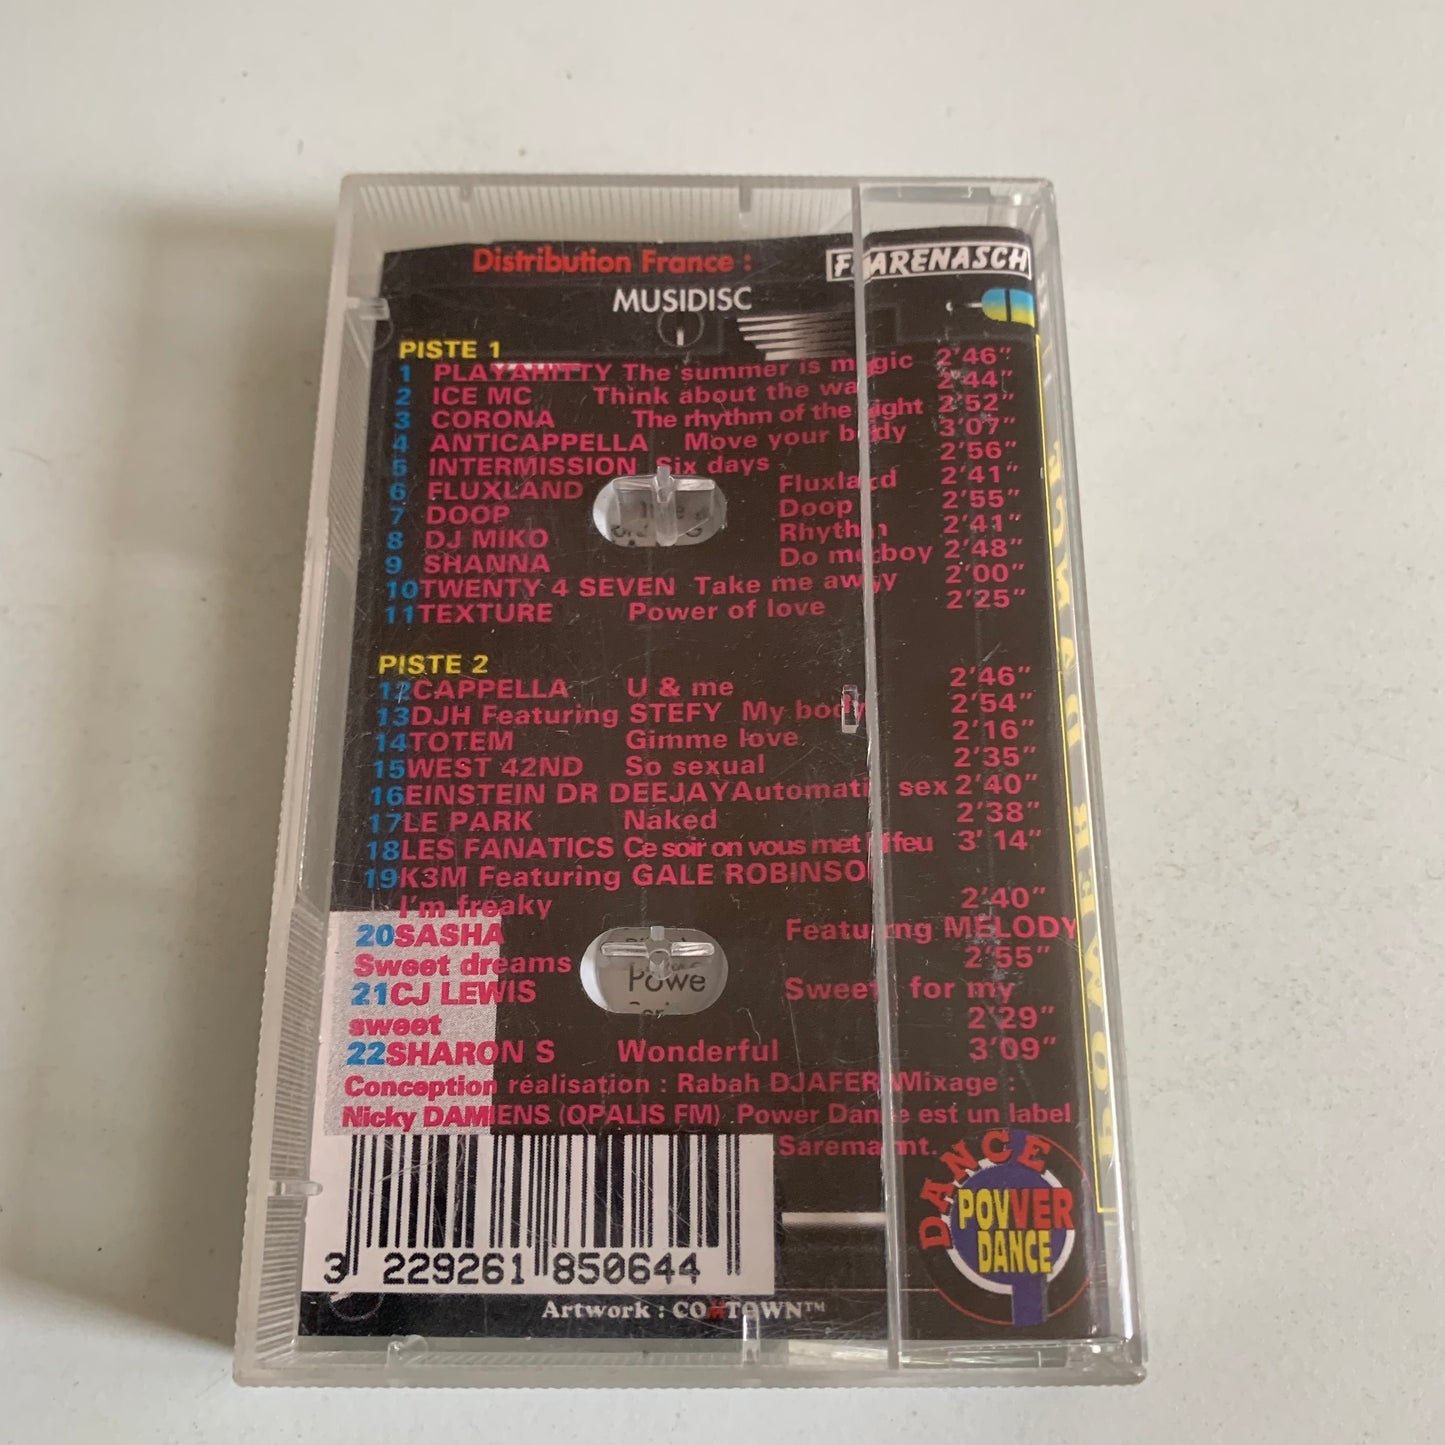 Distribution France :
MUSIDISC
PISTE 1
1 PLAYAHITTY The summer is magic 2'46"
2 ICE MC Think about the wa 2'44"
3 CORONA The rhythm of the night 2'52"
4 ANTICAPPELLA Move your body 3'07"
5 INTERMISSION Six days 2'56"
6 FLUXLAND Fluxland 2'41"
7 DOOP Doop 2'55"
8 DJ MIKO Rhythm 2'41"
9 SHANNA Do me boy 2'48"
10 TWENTY 4 SEVEN Take me away 2'00"
11 TEXTURE Power of love 2'25"
PISTE 2
12 CAPPELLA U & me 2'46"
13 DJH Featuring STEFY My body 2'54"
14 TOTEM Gimme love 2'16"
15 WEST 42ND So sexual 2'35"
16 EINSTEIN DR DEEJAY Automatic sex 2'40"
17 LE PARK Naked 2'38"
18 LES FANATICS Ce soir on vous met le feu 3'14"
19 K3M Featuring GALE ROBINSO
I'm freaky 2'40"
20 SASHA Featuring MELODY
Sweet dreams 2'55"
21 CJ LEWIS Sweet for my
sweet 2'29"
22 SHARON S Wonderful 3'09"
Conception réalisation : Rabah DJAFER Mixage :
Nicky DAMIENS (OPALIS FM) Power Dance est un label
DANCE
POWER
DANCE
3 229261 850644
Artwork : COMTOWN™
Powe
POWER DANCE